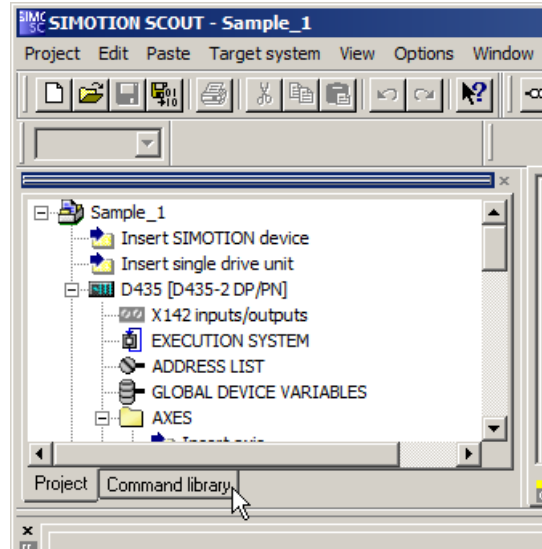 SIMOTION SCOUT - Sample_1
Project Edit Paste Target system View Options Window
Sample_1
Insert SIMOTION device
Insert single drive unit
D435 [D435-2 DP/PN]
X142 inputs/outputs
EXECUTION SYSTEM
ADDRESS LIST
GLOBAL DEVICE VARIABLES
AXES
Insert axis
Project Command library